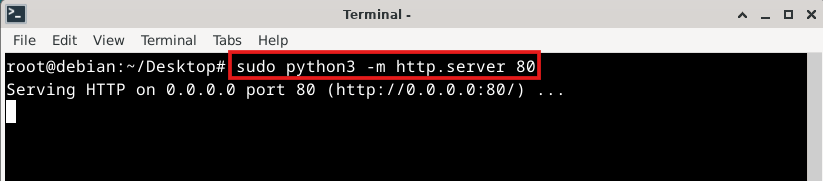 Terminal -
File Edit View Terminal Tabs Help
root@debian:~/Desktop# sudo python3 -m http.server 80
Serving HTTP on 0.0.0.0 port 80 (http://0.0.0.0:80/) ...